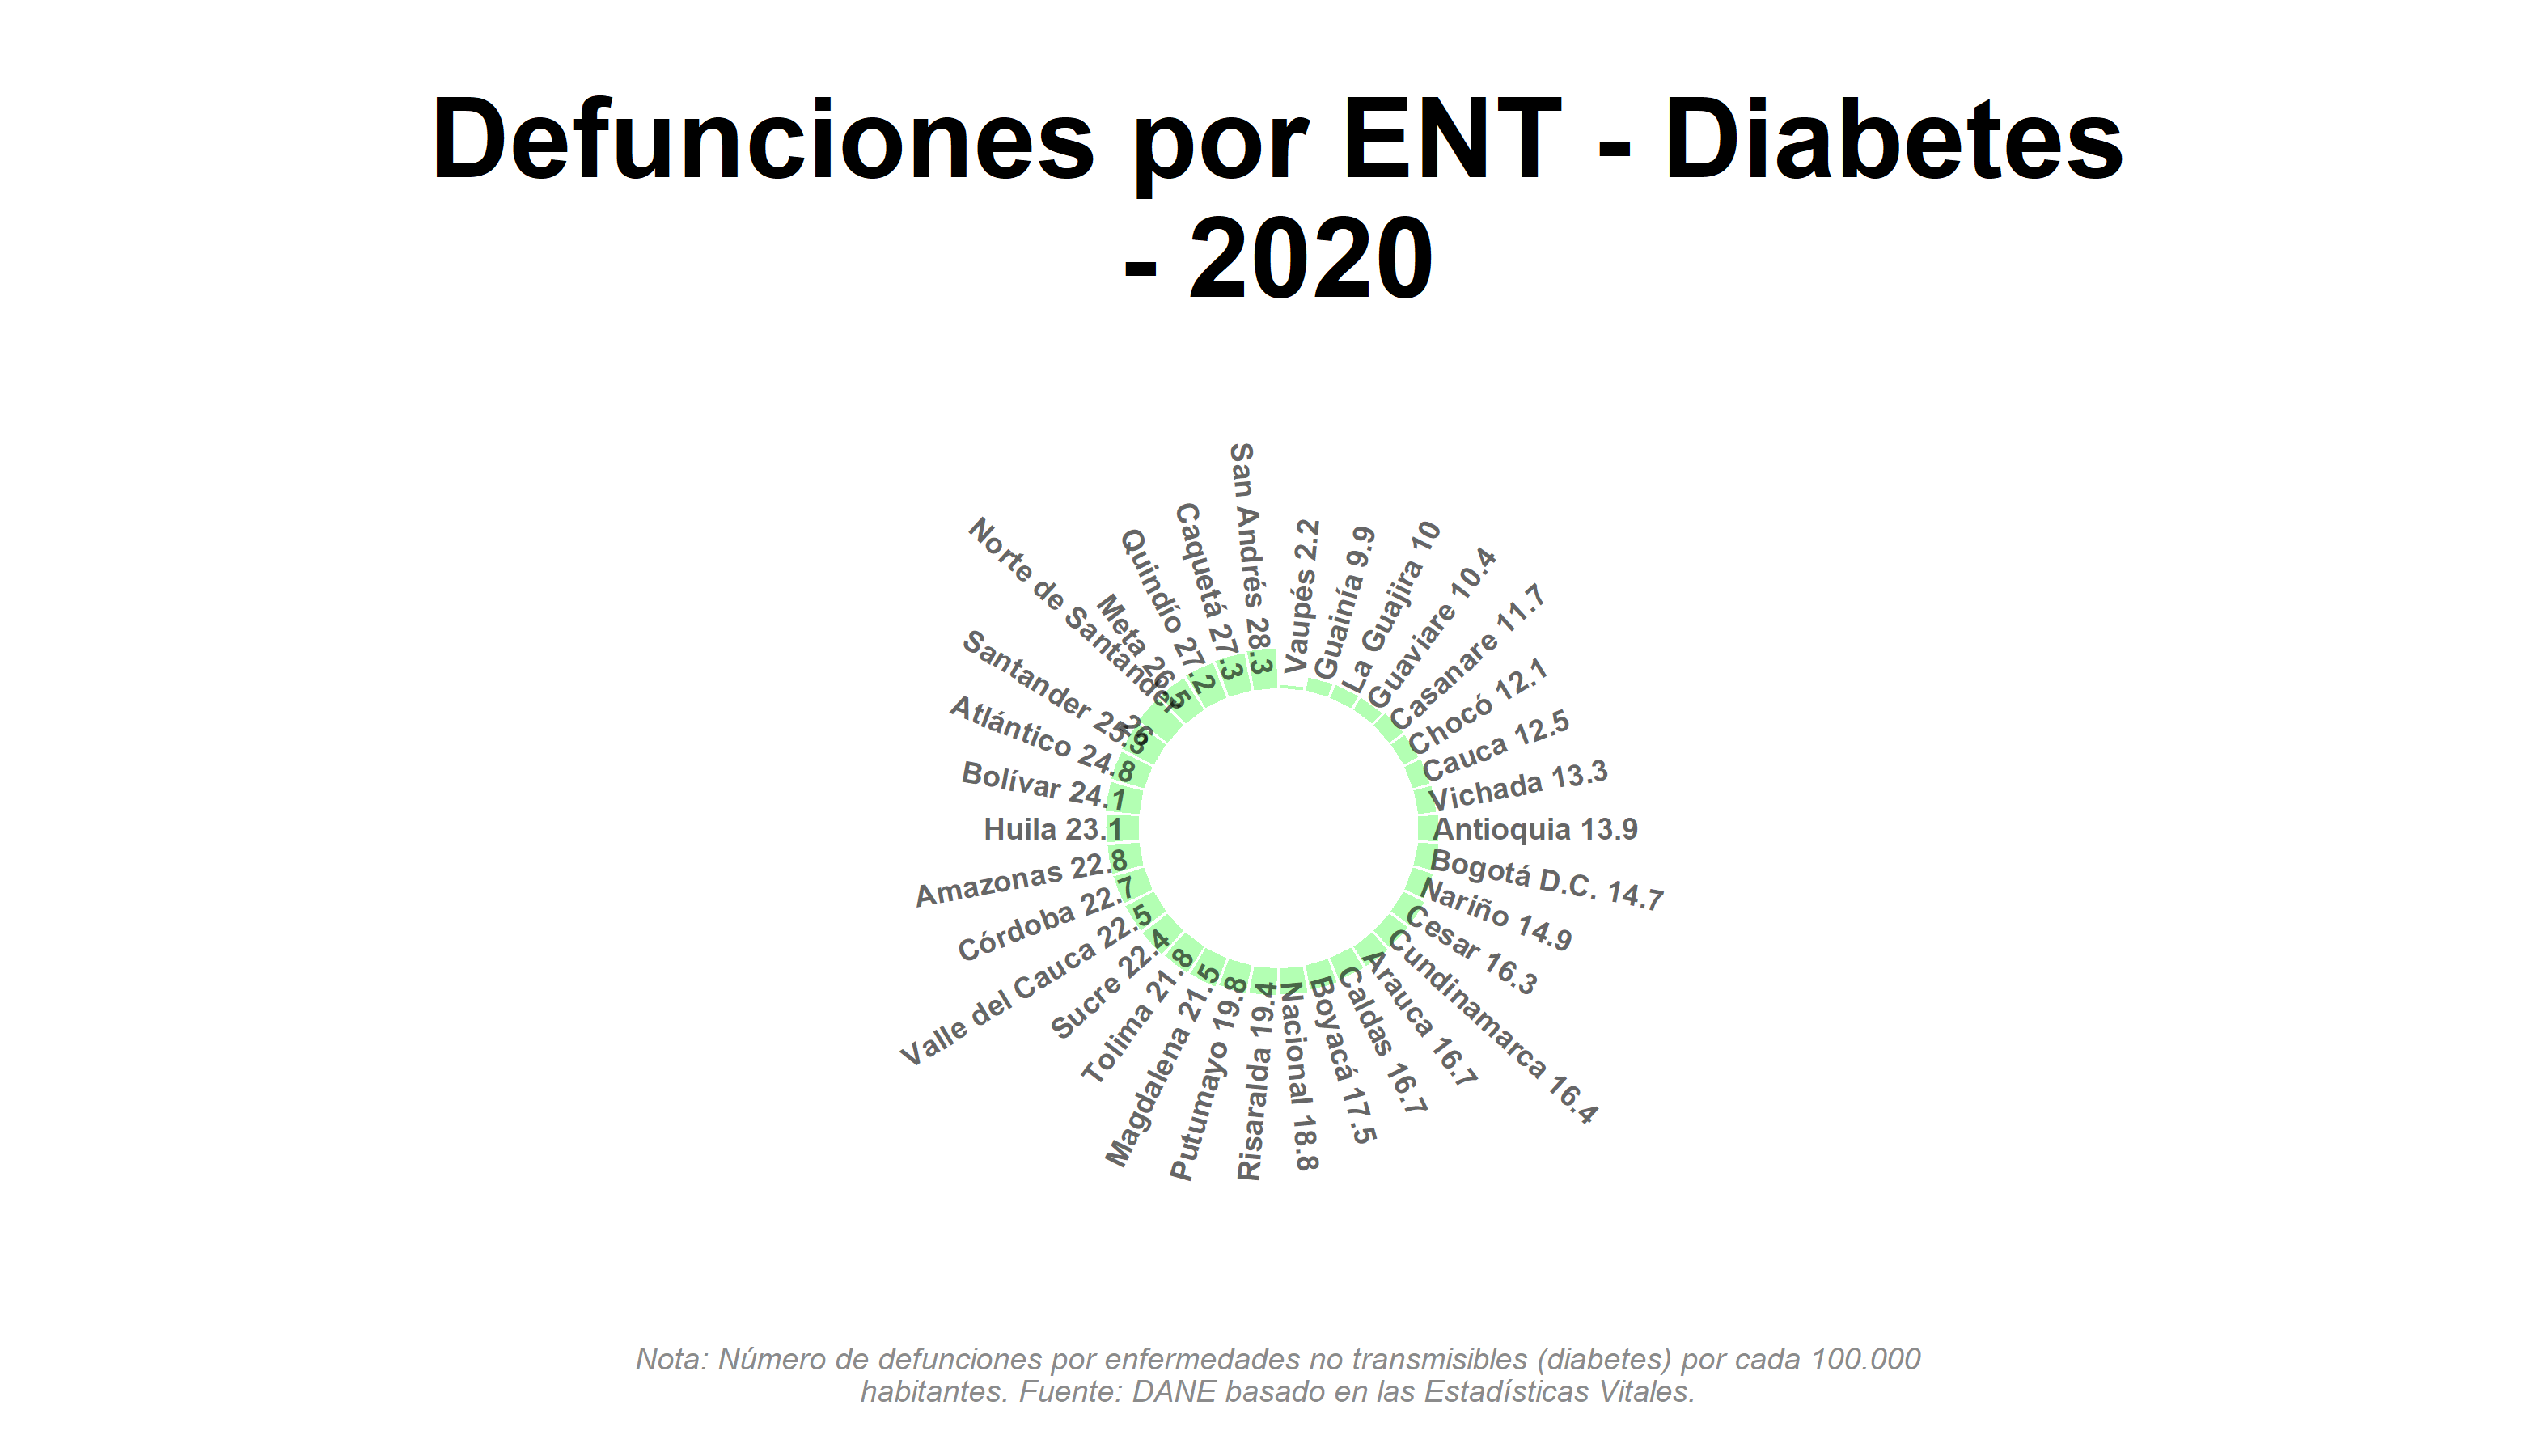 Defunciones por ENT - Diabetes
- 2020
Vaupés 2.2
Guainía 9.9
La Guajira 10
Guaviare 10.4
Casanare 11.7
Chocó 12.1
Cauca 12.5
Vichada 13.3
Antioquia 13.9
Bogotá D.C. 14.7
Nariño 14.9
Cesar 16.3
Cundinamarca 16.4
Arauca 16.7
Caldas 16.7
Boyacá 17.5
Nacional 18.8
Risaralda 19.4
Putumayo 19.8
Magdalena 21.5
Tolima 21.8
Sucre 22.4
Valle del Cauca 22.5
Córdoba 22.7
Amazonas 22.8
Huila 23.1
Bolívar 24.1
Atlántico 24.8
Santander 25.3
Norte de Santander
26
Meta 26.5
Quindío 27.2
Caquetá 27.3
San Andrés 28.3
Nota: Número de defunciones por enfermedades no transmisibles (diabetes) por cada 100.000
habitantes. Fuente: DANE basado en las Estadísticas Vitales.